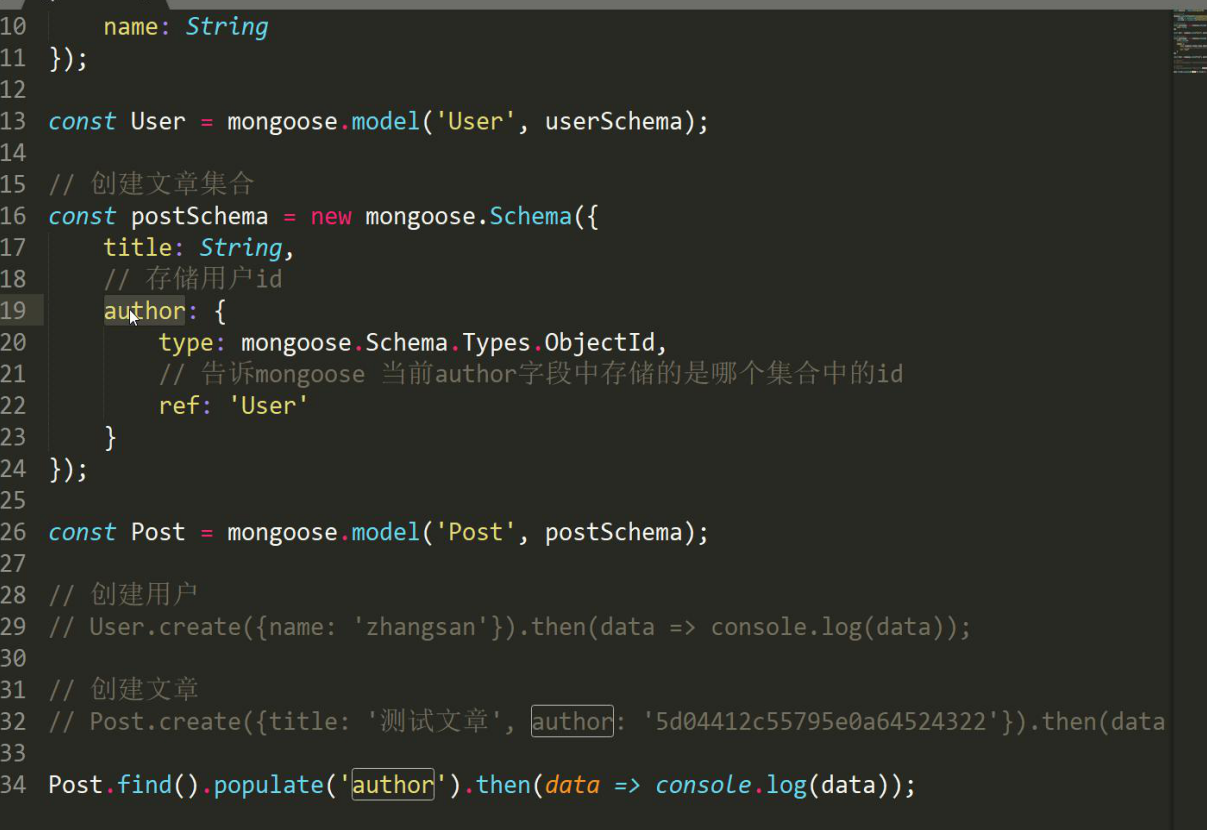 10 name: String
11 });
12
13 const User = mongoose.model('User', userSchema);
14
15 // 创建文章集合
16 const postSchema = new mongoose.Schema({
17 title: String,
18 // 存储用户id
19 author: {
20 type: mongoose.Schema.Types.ObjectId,
21 // 告诉mongoose 当前author字段中存储的是哪个集合中的id
22 ref: 'User'
23 }
24 });
25
26 const Post = mongoose.model('Post', postSchema);
27
28 // 创建用户
29 // User.create({name: 'zhangsan'}).then(data => console.log(data));
30
31 // 创建文章
32 // Post.create({title: '测试文章', author: '5d04412c55795e0a64524322'}).then(data
33
34 Post.find().populate('author').then(data => console.log(data));